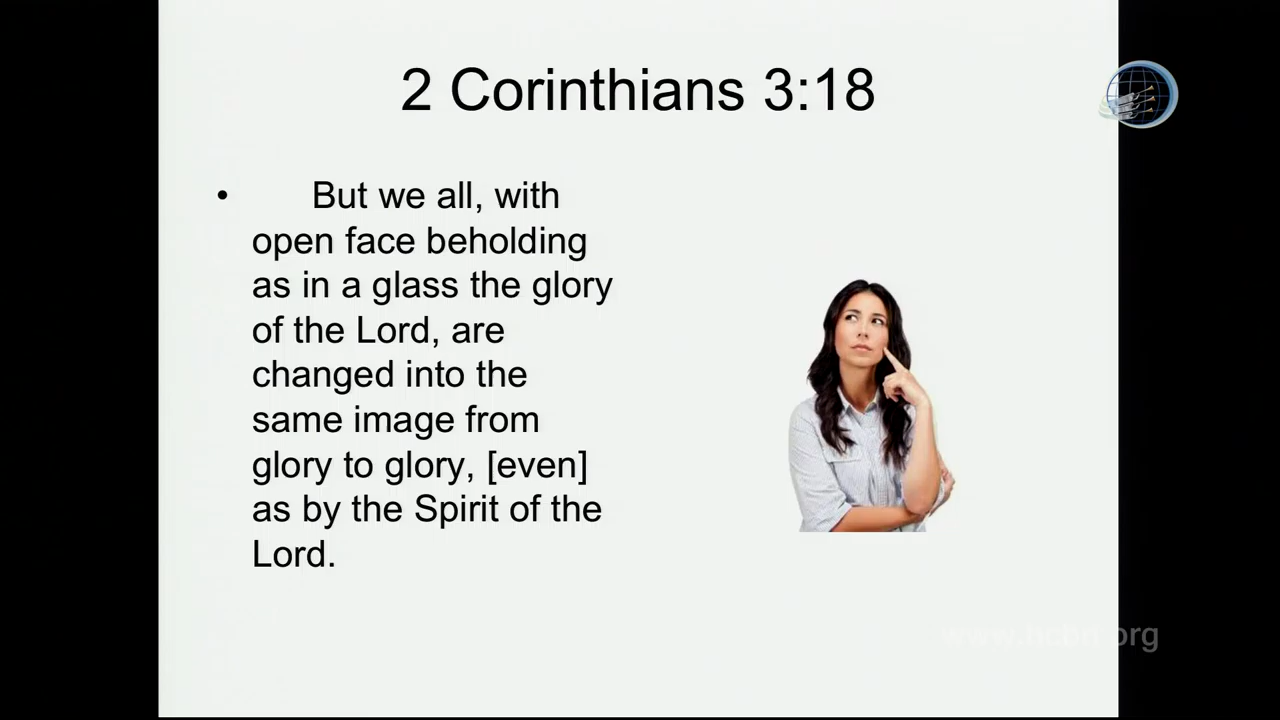 2 Corinthians 3:18
• But we all, with
open face beholding
as in a glass the glory
of the Lord, are
changed into the
same image from
glory to glory, [even]
as by the Spirit of the
Lord.